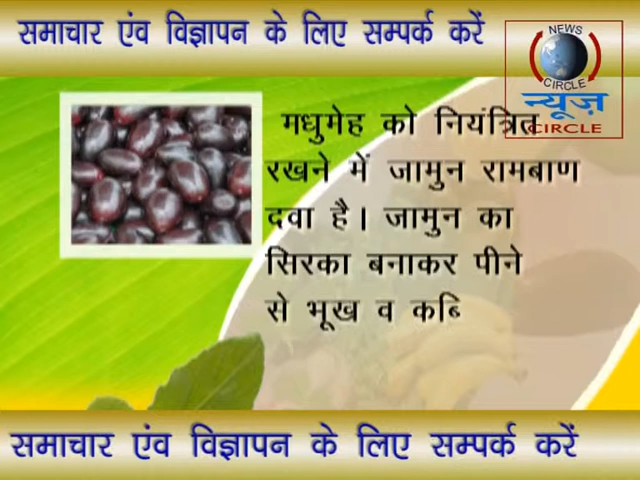 समाचार एंव विज्ञापन के लिए सम्पर्क करें
NEWS
CIRCLE
न्यूज़
CIRCLE
मधुमेह को नियंत्रित
रखने में जामुन रामबाण
दवा है। जामुन का
सिरका बनाकर पीने
से भूख व कब्जि
समाचार एंव विज्ञापन के लिए सम्पर्क करें